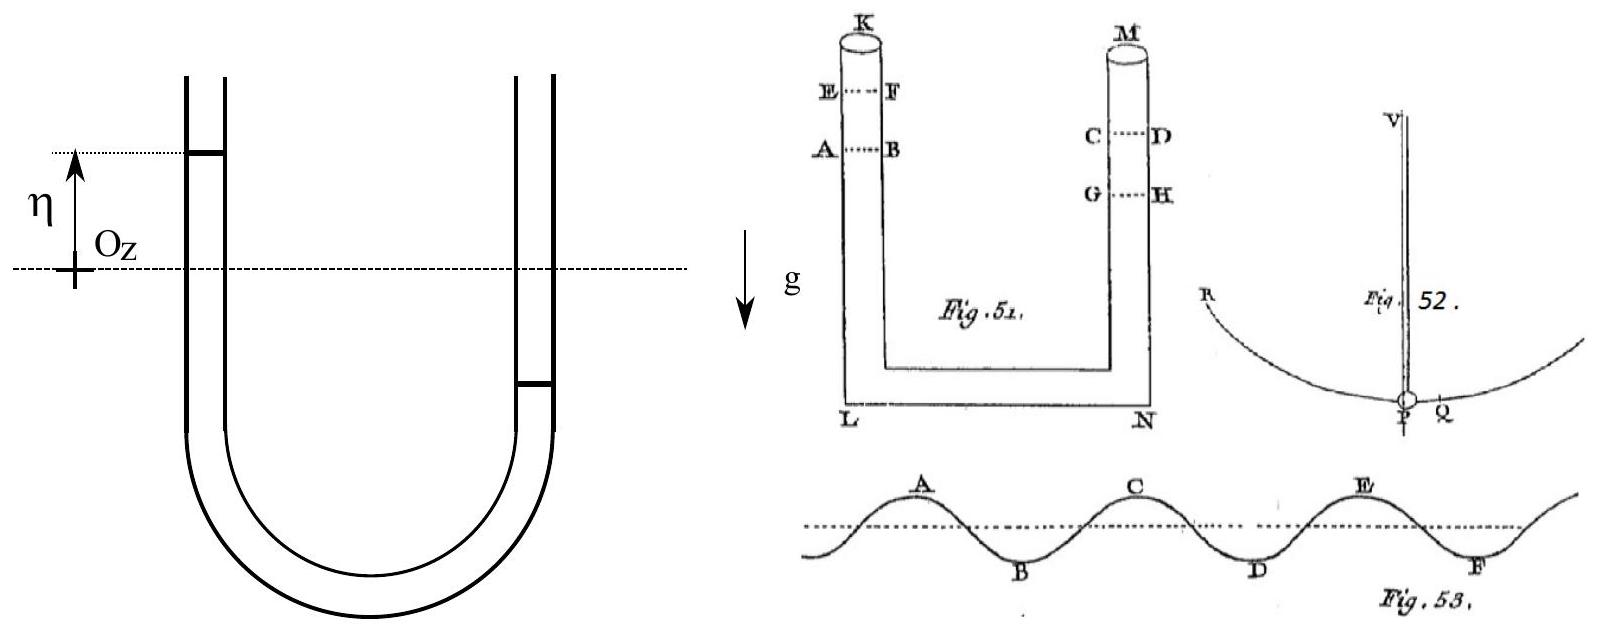 η
Oz
g
K
M
E F
A B
C D
G H
Fig. 51.
L
N
V
R
Fig. 52.
P Q
A C E
B D F
Fig. 53.